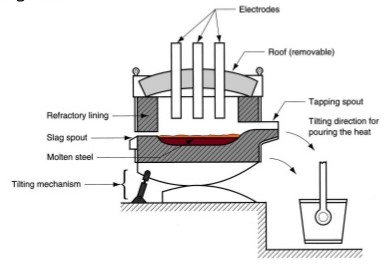 Electrodes
Roof (removable)
Refractory lining
Tapping spout
Slag spout
Tilting direction for
pouring the heat
Molten steel
Tilting mechanism